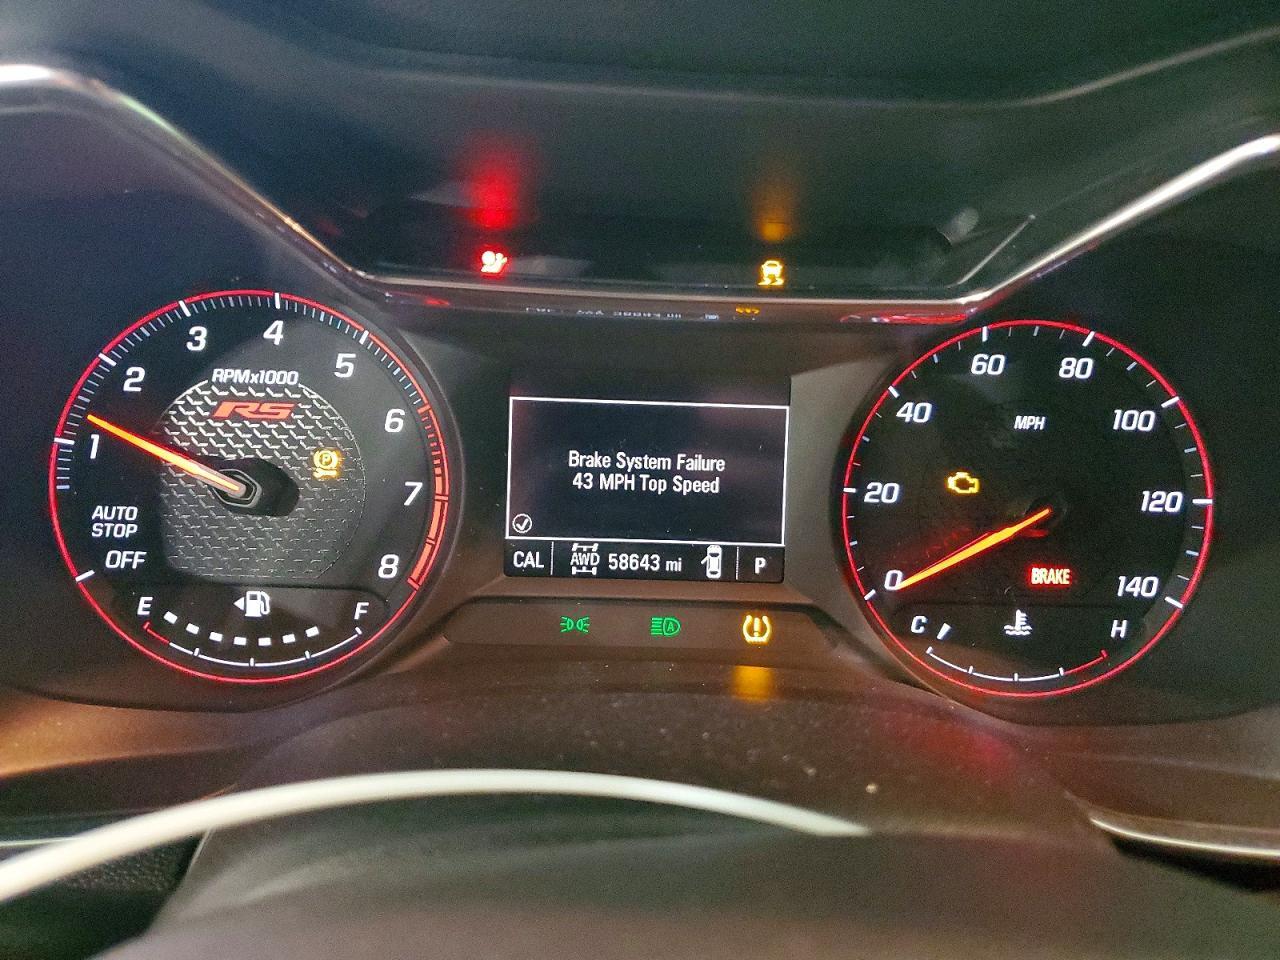 1
2
3
4
5
6
7
8
RPMx1000
RS
P
AUTO
STOP
OFF
E
F
Brake System Failure
43 MPH Top Speed
CAL
AWD
58643 mi
P
A
0
20
40
60
80
100
120
140
MPH
BRAKE
C
H